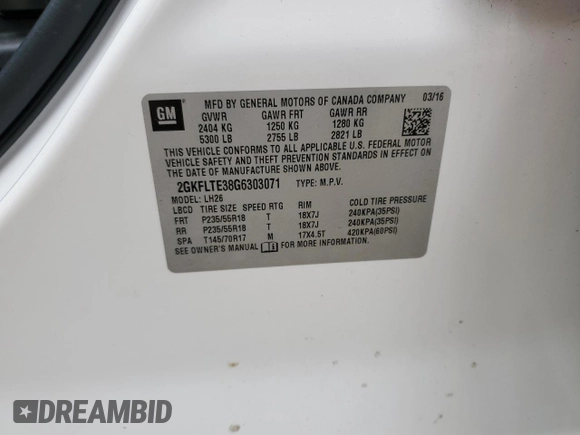 GM
MFD BY GENERAL MOTORS OF CANADA COMPANY 03/16
GVWR GAWR FRT GAWR RR
2404 KG 1250 KG 1280 KG
5300 LB 2755 LB 2821 LB
THIS VEHICLE CONFORMS TO ALL APPLICABLE U.S. FEDERAL MOTOR
VEHICLE SAFETY AND THEFT PREVENTION STANDARDS IN EFFECT ON
THE DATE OF MANUFACTURE SHOWN ABOVE.
2GKFLTE38G6303071 TYPE: M.P.V.
MODEL: LH26
LBCD TIRE SIZE SPEED RTG RIM COLD TIRE PRESSURE
FRT P235/55R18 T 18X7J 240KPA(35PSI)
RR P235/55R18 T 18X7J 240KPA(35PSI)
SPA T145/70R17 M 17X4.5T 420KPA(60PSI)
SEE OWNER'S MANUAL FOR MORE INFORMATION.
DREAMBID